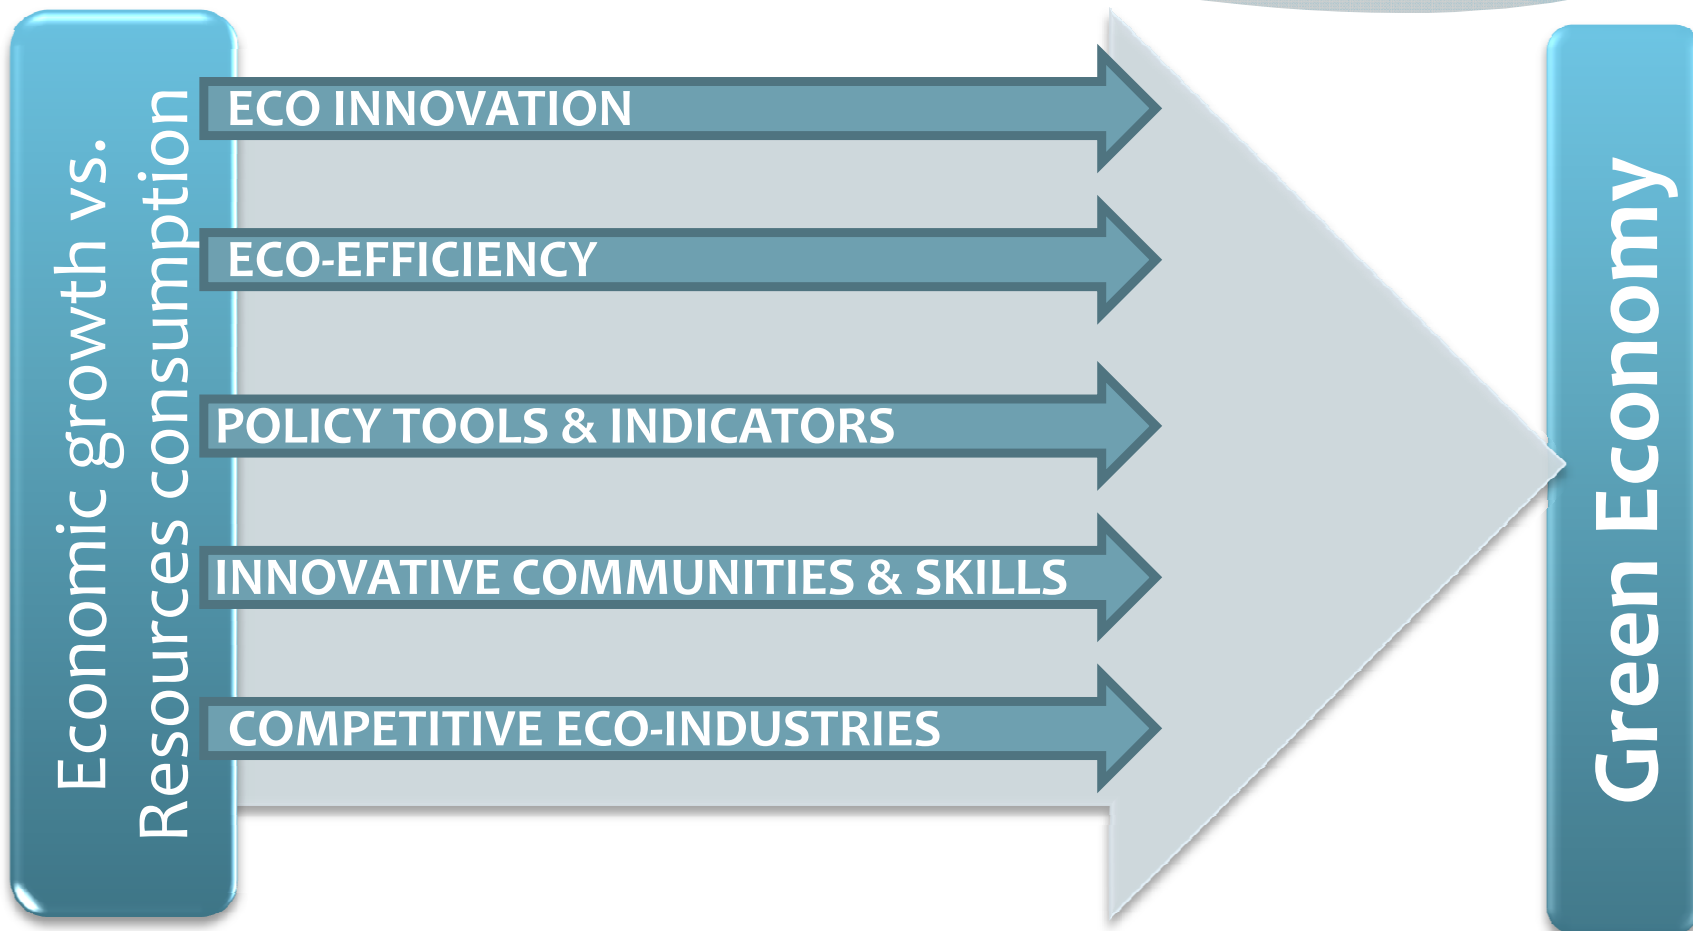 Economic growth vs.
Resources consumption
ECO INNOVATION
ECO-EFFICIENCY
POLICY TOOLS & INDICATORS
INNOVATIVE COMMUNITIES & SKILLS
COMPETITIVE ECO-INDUSTRIES
Green Economy